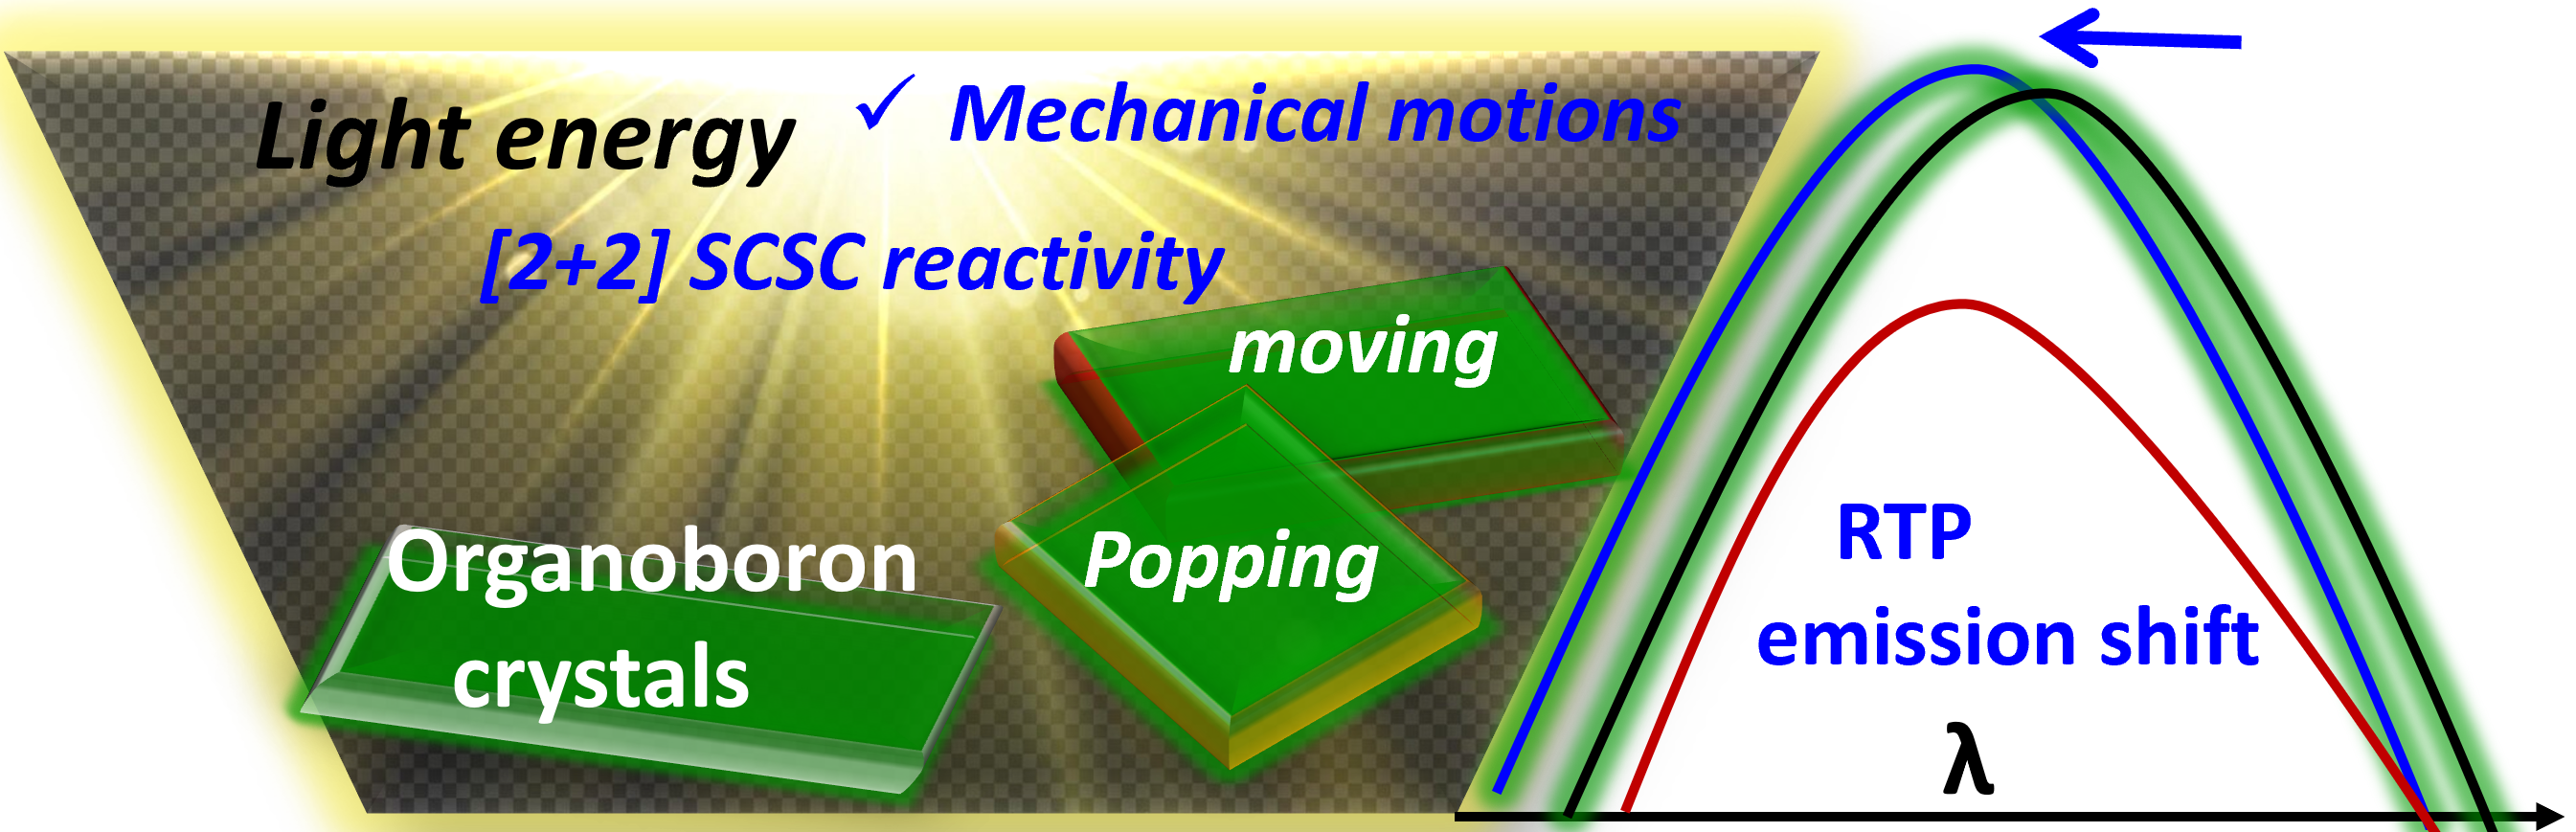 Light energy
✓ Mechanical motions
[2+2] SCSC reactivity
moving
Popping
Organoboron
crystals
RTP
emission shift
λ